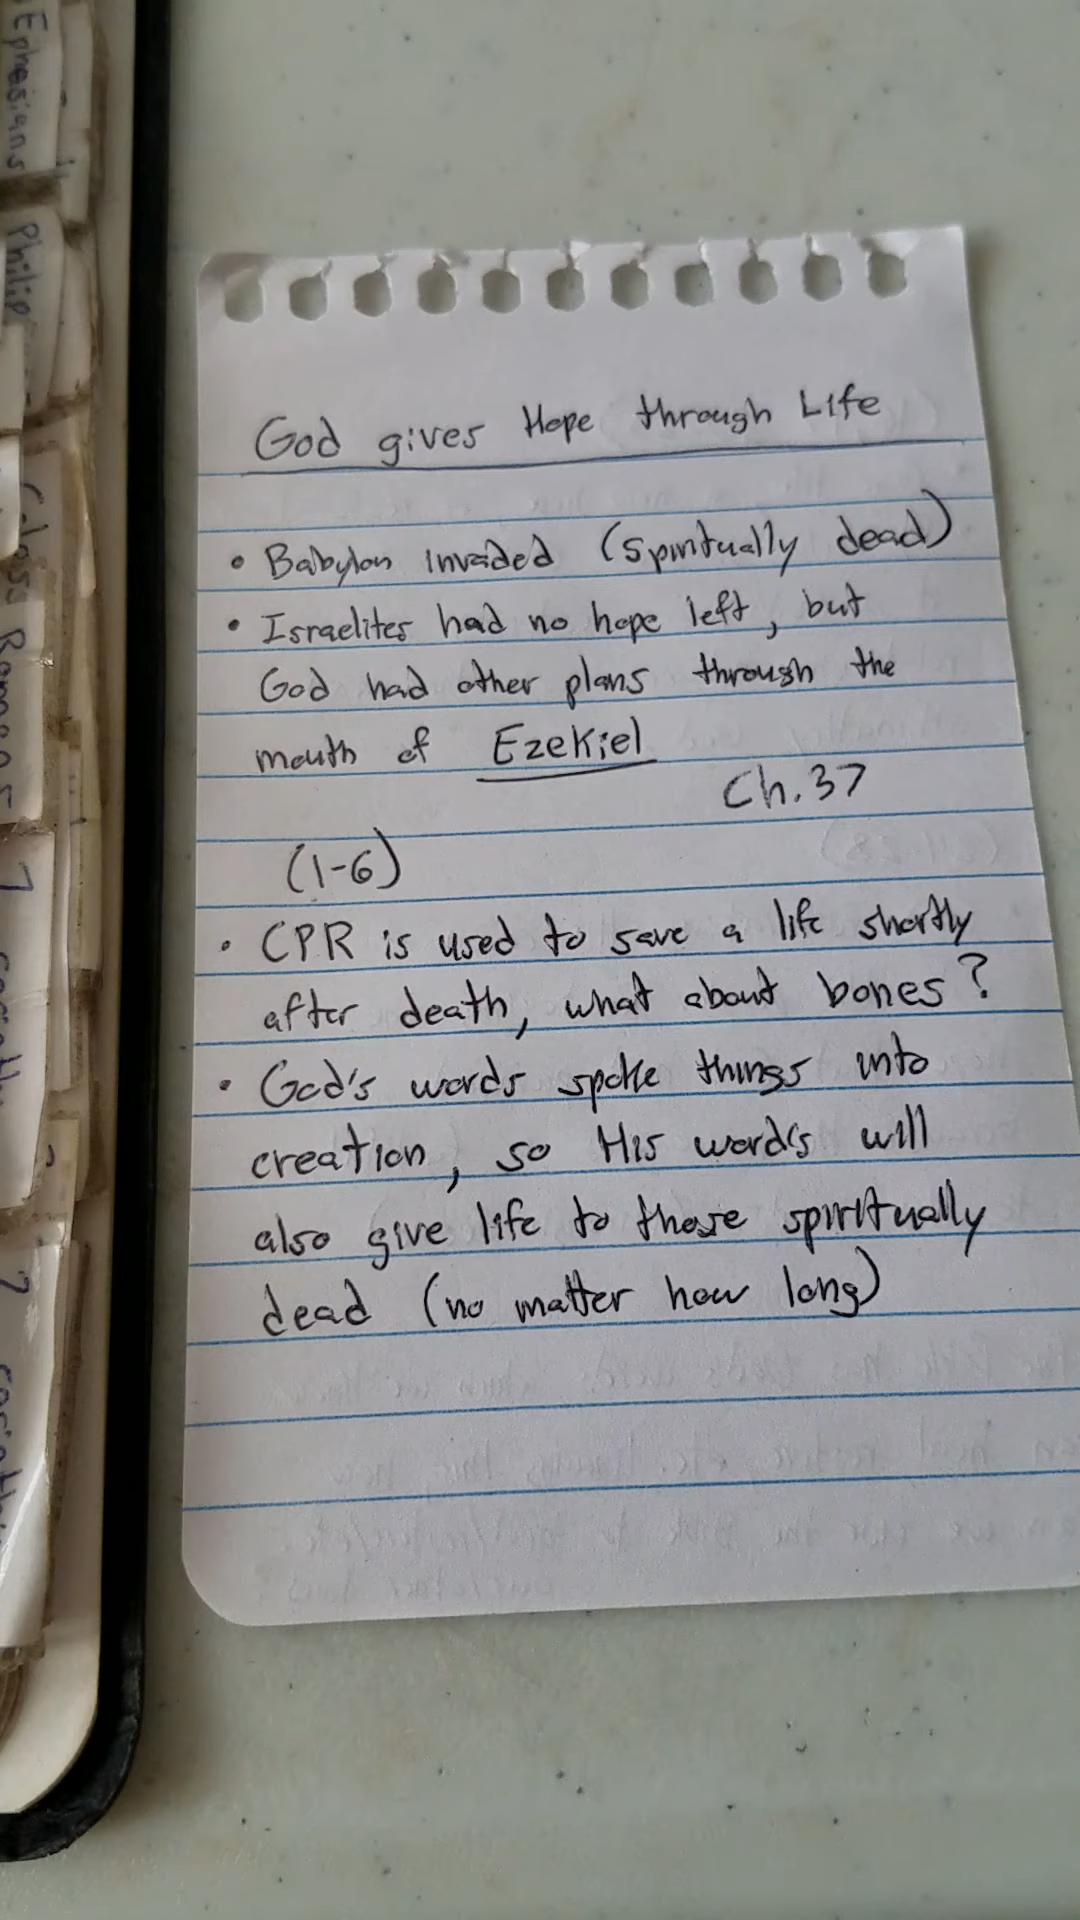 God gives Hope through Life
• Babylon invaded (spiritually dead)
• Israelites had no hope left, but
God had other plans through the
mouth of Ezekiel
Ch. 37
(1-6)
• CPR is used to save a life shortly
after death, what about bones?
• God's words spoke things into
creation, so His words will
also give life to those spiritually
dead (no matter how long)
Ephesians
Philip
Romans